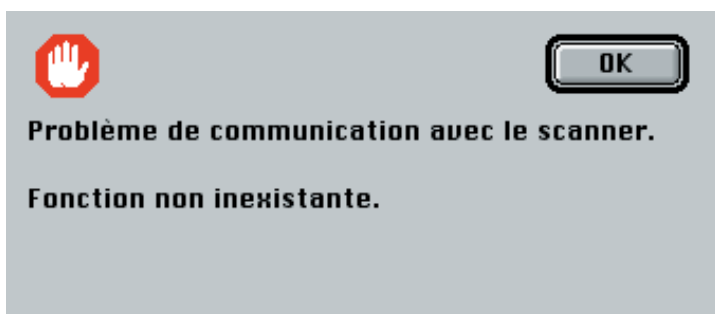 OK
Problème de communication avec le scanner.
Fonction non inexistante.